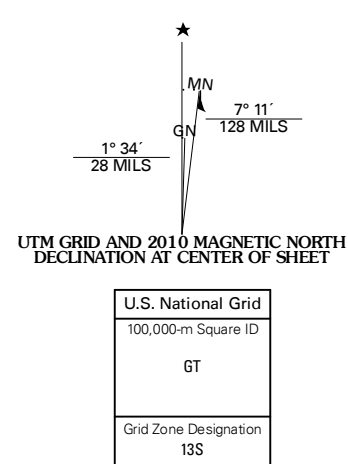 MN
7° 11´
128 MILS
GN
1° 34´
28 MILS
UTM GRID AND 2010 MAGNETIC NORTH
DECLINATION AT CENTER OF SHEET
U.S. National Grid
100,000-m Square ID
GT
Grid Zone Designation
13S